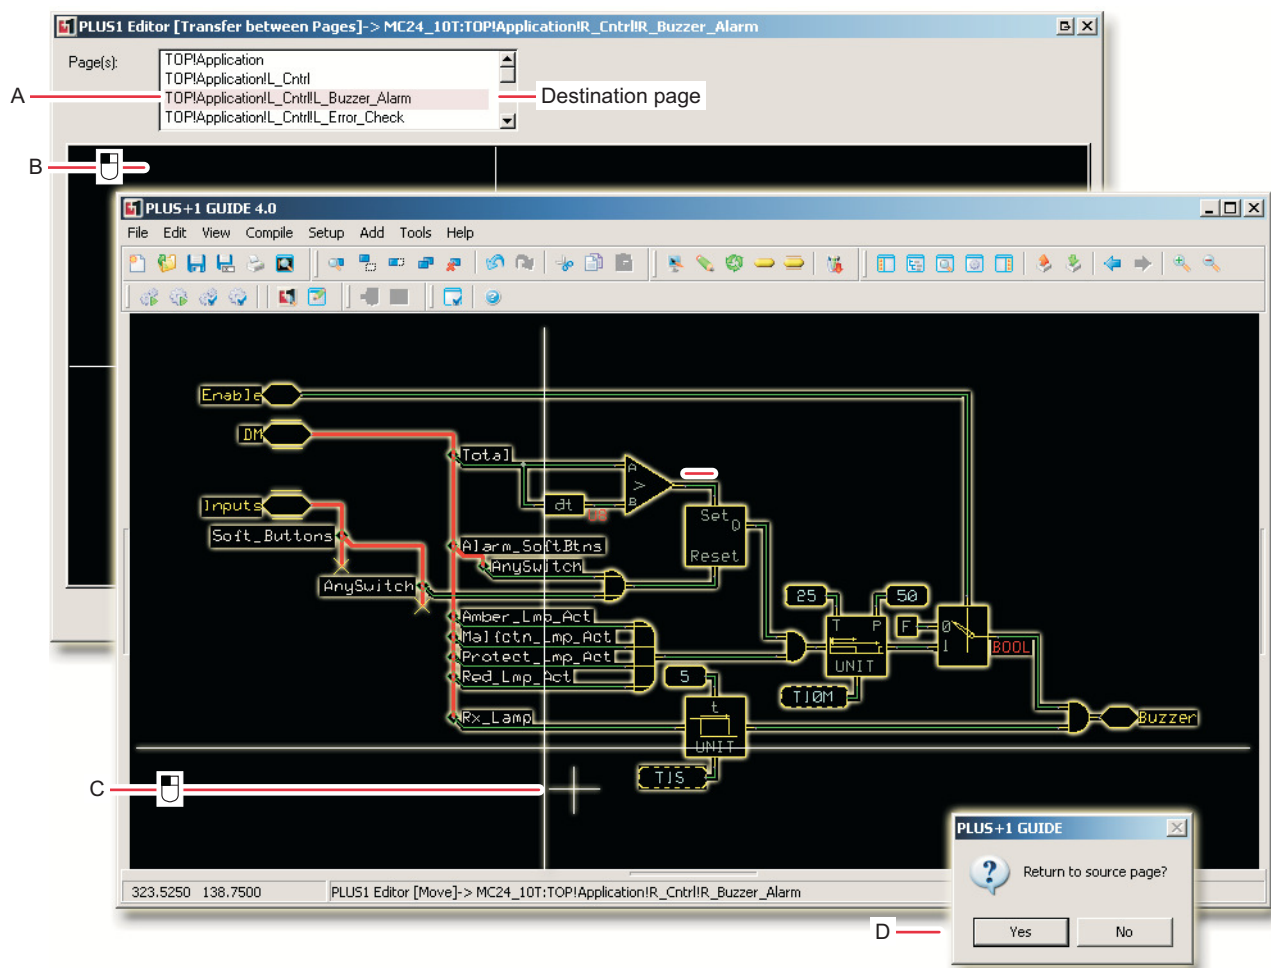 PLUS1 Editor [Transfer between Pages]-> MC24_10T:TOP!Application!R_Cntrl!R_Buzzer_Alarm
Page(s):
TOP!Application
TOP!Application!L_Cntrl
A
TOP!Application!L_Cntrl!L_Buzzer_Alarm
Destination page
TOP!Application!L_Cntrl!L_Error_Check
B
PLUS+1 GUIDE 4.0
File Edit View Compile Setup Add Tools Help
Enable
DM
Total
A
>
B
dt
U8
Inputs
Set
Q
Reset
Soft_Buttons
Alarm_SoftBtns
AnySwitch
AnySwitch
25
50
Amber_Lmp_Act
T P
F
0
1
Malfctn_Lmp_Act
BOOL
Protect_Lmp_Act
UNIT
Red_Lmp_Act
5
T10M
t
Rx_Lamp
Buzzer
UNIT
T1S
C
PLUS+1 GUIDE
Return to source page?
323.5250 138.7500
PLUS1 Editor [Move]-> MC24_10T:TOP!Application!R_Cntrl!R_Buzzer_Alarm
D
Yes No